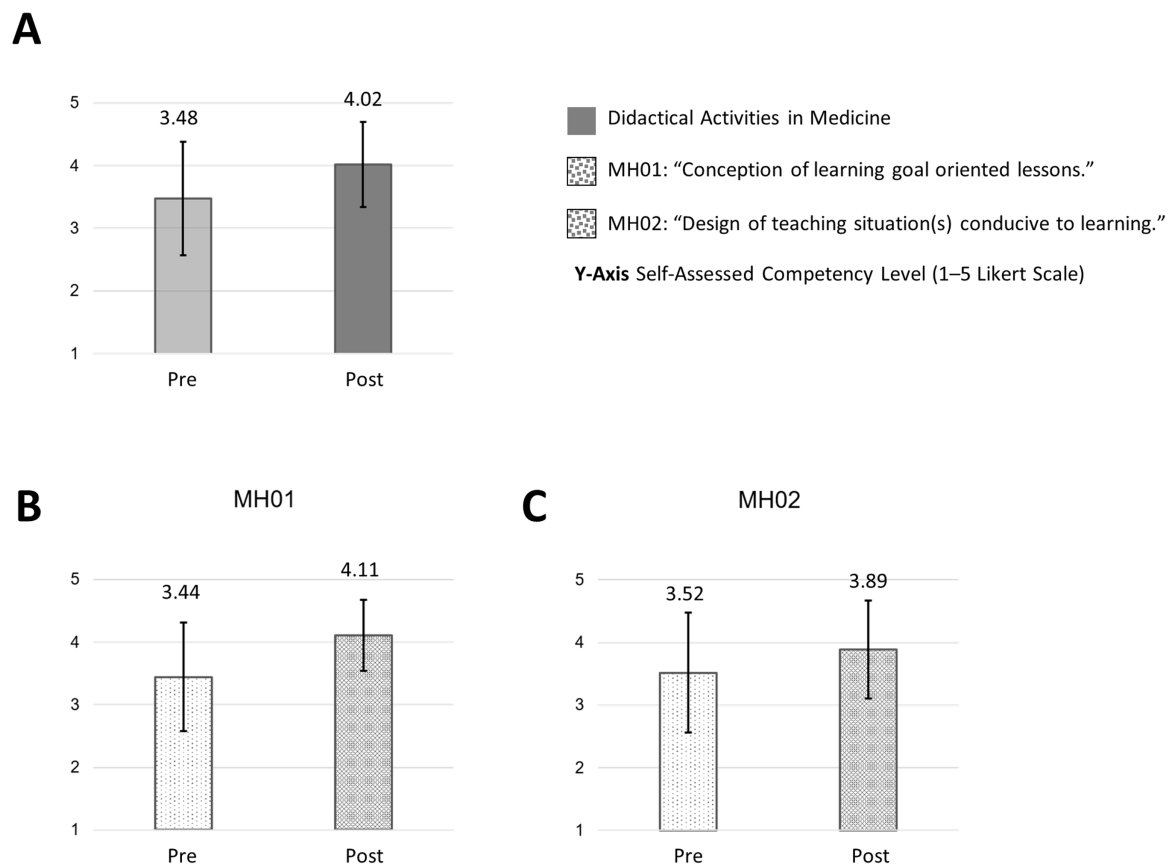 A
5
4
3
2
1
3.48
4.02
Pre
Post
Didactical Activities in Medicine
MH01: “Conception of learning goal oriented lessons.”
MH02: “Design of teaching situation(s) conducive to learning.”
Y-Axis Self-Assessed Competency Level (1–5 Likert Scale)
B
MH01
5
4
3
2
1
3.44
4.11
Pre
Post
C
MH02
5
4
3
2
1
3.52
3.89
Pre
Post